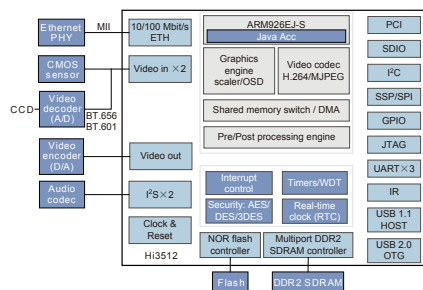 Ethernet
PHY
MII
10/100 Mbit/s
ETH
ARM926EJ-S
Java Acc
PCI
CMOS
sensor
Video in ×2
Graphics
engine
scaler/OSD
Video codec
H.264/MJPEG
SDIO
I²C
CCD
Video
decoder
(A/D)
BT.656
BT.601
Shared memory switch / DMA
SSP/SPI
GPIO
Pre/Post processing engine
JTAG
Video
encoder
(D/A)
Video out
UART×3
Interrupt
control
Timers/WDT
IR
Audio
codec
I²S×2
Security: AES/
DES/3DES
Real-time
clock (RTC)
USB 1.1
HOST
Clock &
Reset
NOR flash
controller
Multiport DDR2
SDRAM controller
USB 2.0
OTG
Hi3512
Flash
DDR2 SDRAM